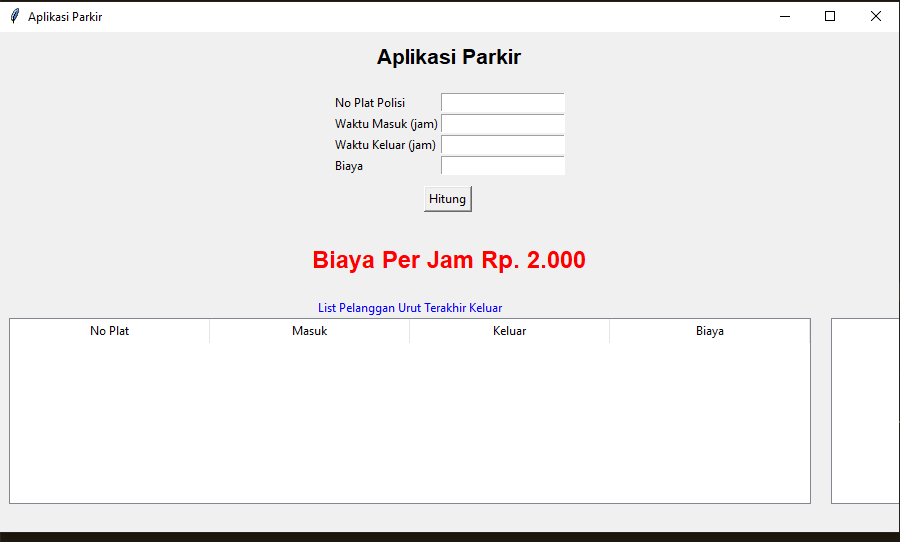 Aplikasi Parkir
Aplikasi Parkir
No Plat Polisi
Waktu Masuk (jam)
Waktu Keluar (jam)
Biaya
Hitung
Biaya Per Jam Rp. 2.000
List Pelanggan Urut Terakhir Keluar
No Plat Masuk Keluar Biaya